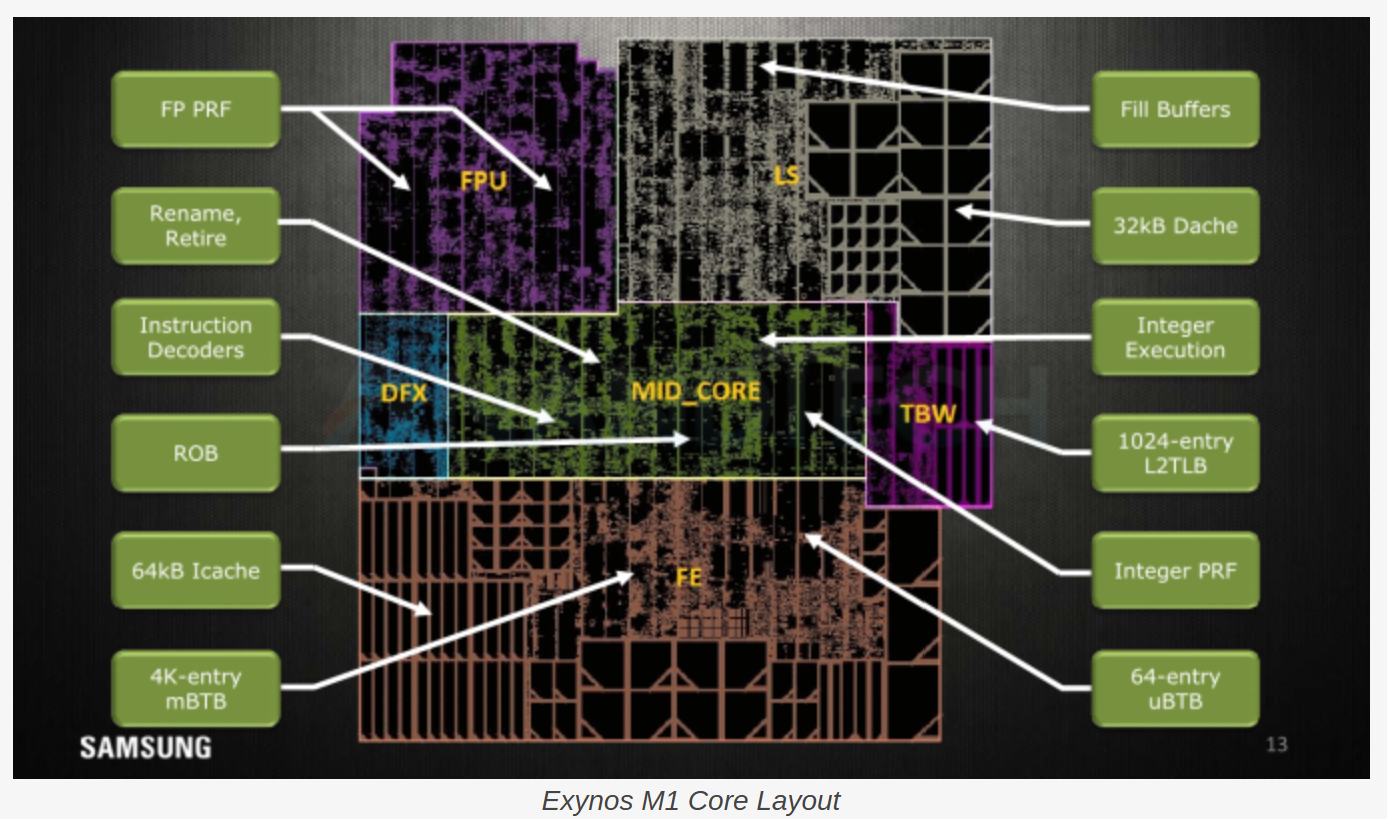 FP PRF
Rename,
Retire
Instruction
Decoders
ROB
64kB Icache
4K-entry
mBTB
SAMSUNG
FPU
LS
DFX
MID_CORE
TBW
FE
Fill Buffers
32kB Dache
Integer
Execution
1024-entry
L2TLB
Integer PRF
64-entry
uBTB
13
Exynos M1 Core Layout